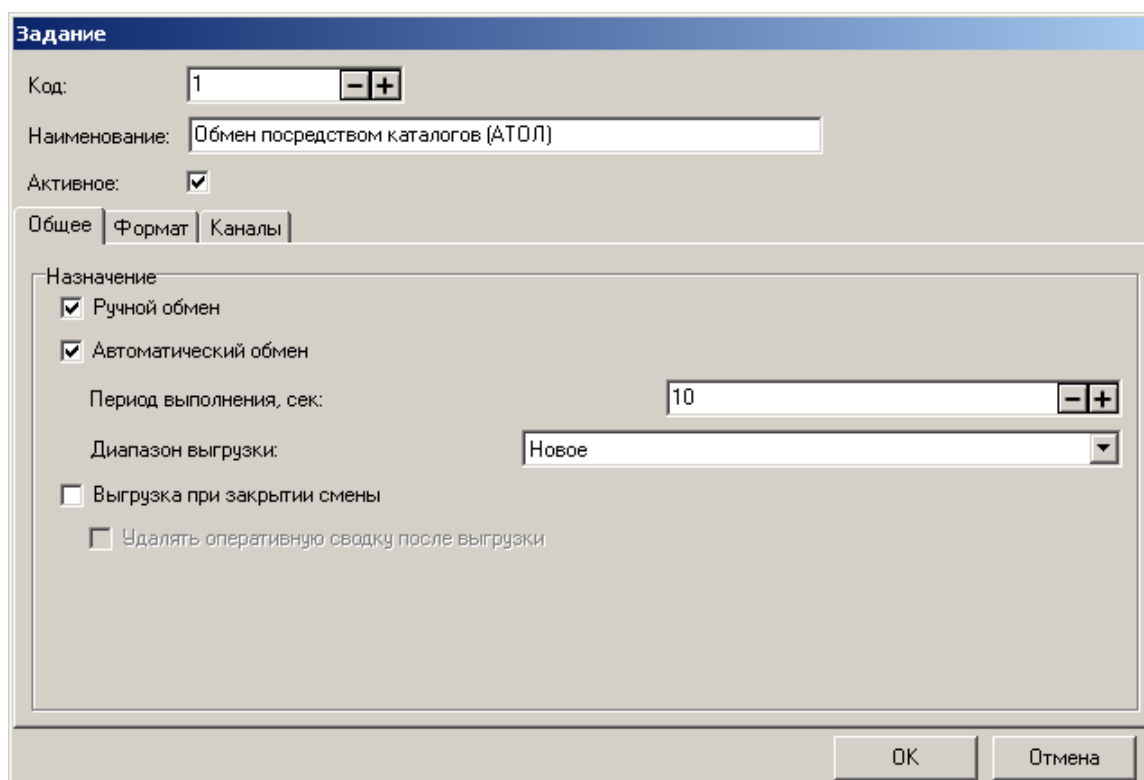 Задание
Код: 1
Наименование: Обмен посредством каталогов (АТОЛ)
Активное:
Общее Формат Каналы
Назначение
Ручной обмен
Автоматический обмен
Период выполнения, сек: 10
Диапазон выгрузки: Новое
Выгрузка при закрытии смены
Удалять оперативную сводку после выгрузки
OK Отмена